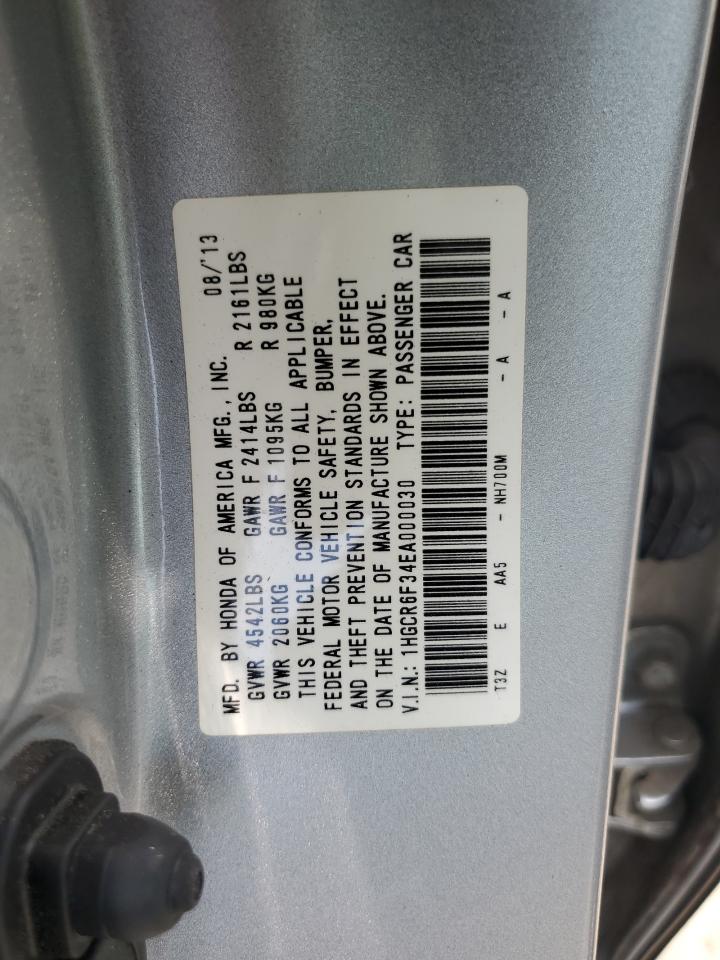 MFD. BY HONDA OF AMERICA MFG., INC. 08/'13
GVWR 4542LBS GAWR F 2414LBS R 2161LBS
GVWR 2060KG GAWR F 1095KG R 980KG
THIS VEHICLE CONFORMS TO ALL APPLICABLE
FEDERAL MOTOR VEHICLE SAFETY, BUMPER,
AND THEFT PREVENTION STANDARDS IN EFFECT
ON THE DATE OF MANUFACTURE SHOWN ABOVE.
V.I.N.: 1HGCR6F34EA000030 TYPE: PASSENGER CAR
T3Z E AA5 - NH700M - A - A